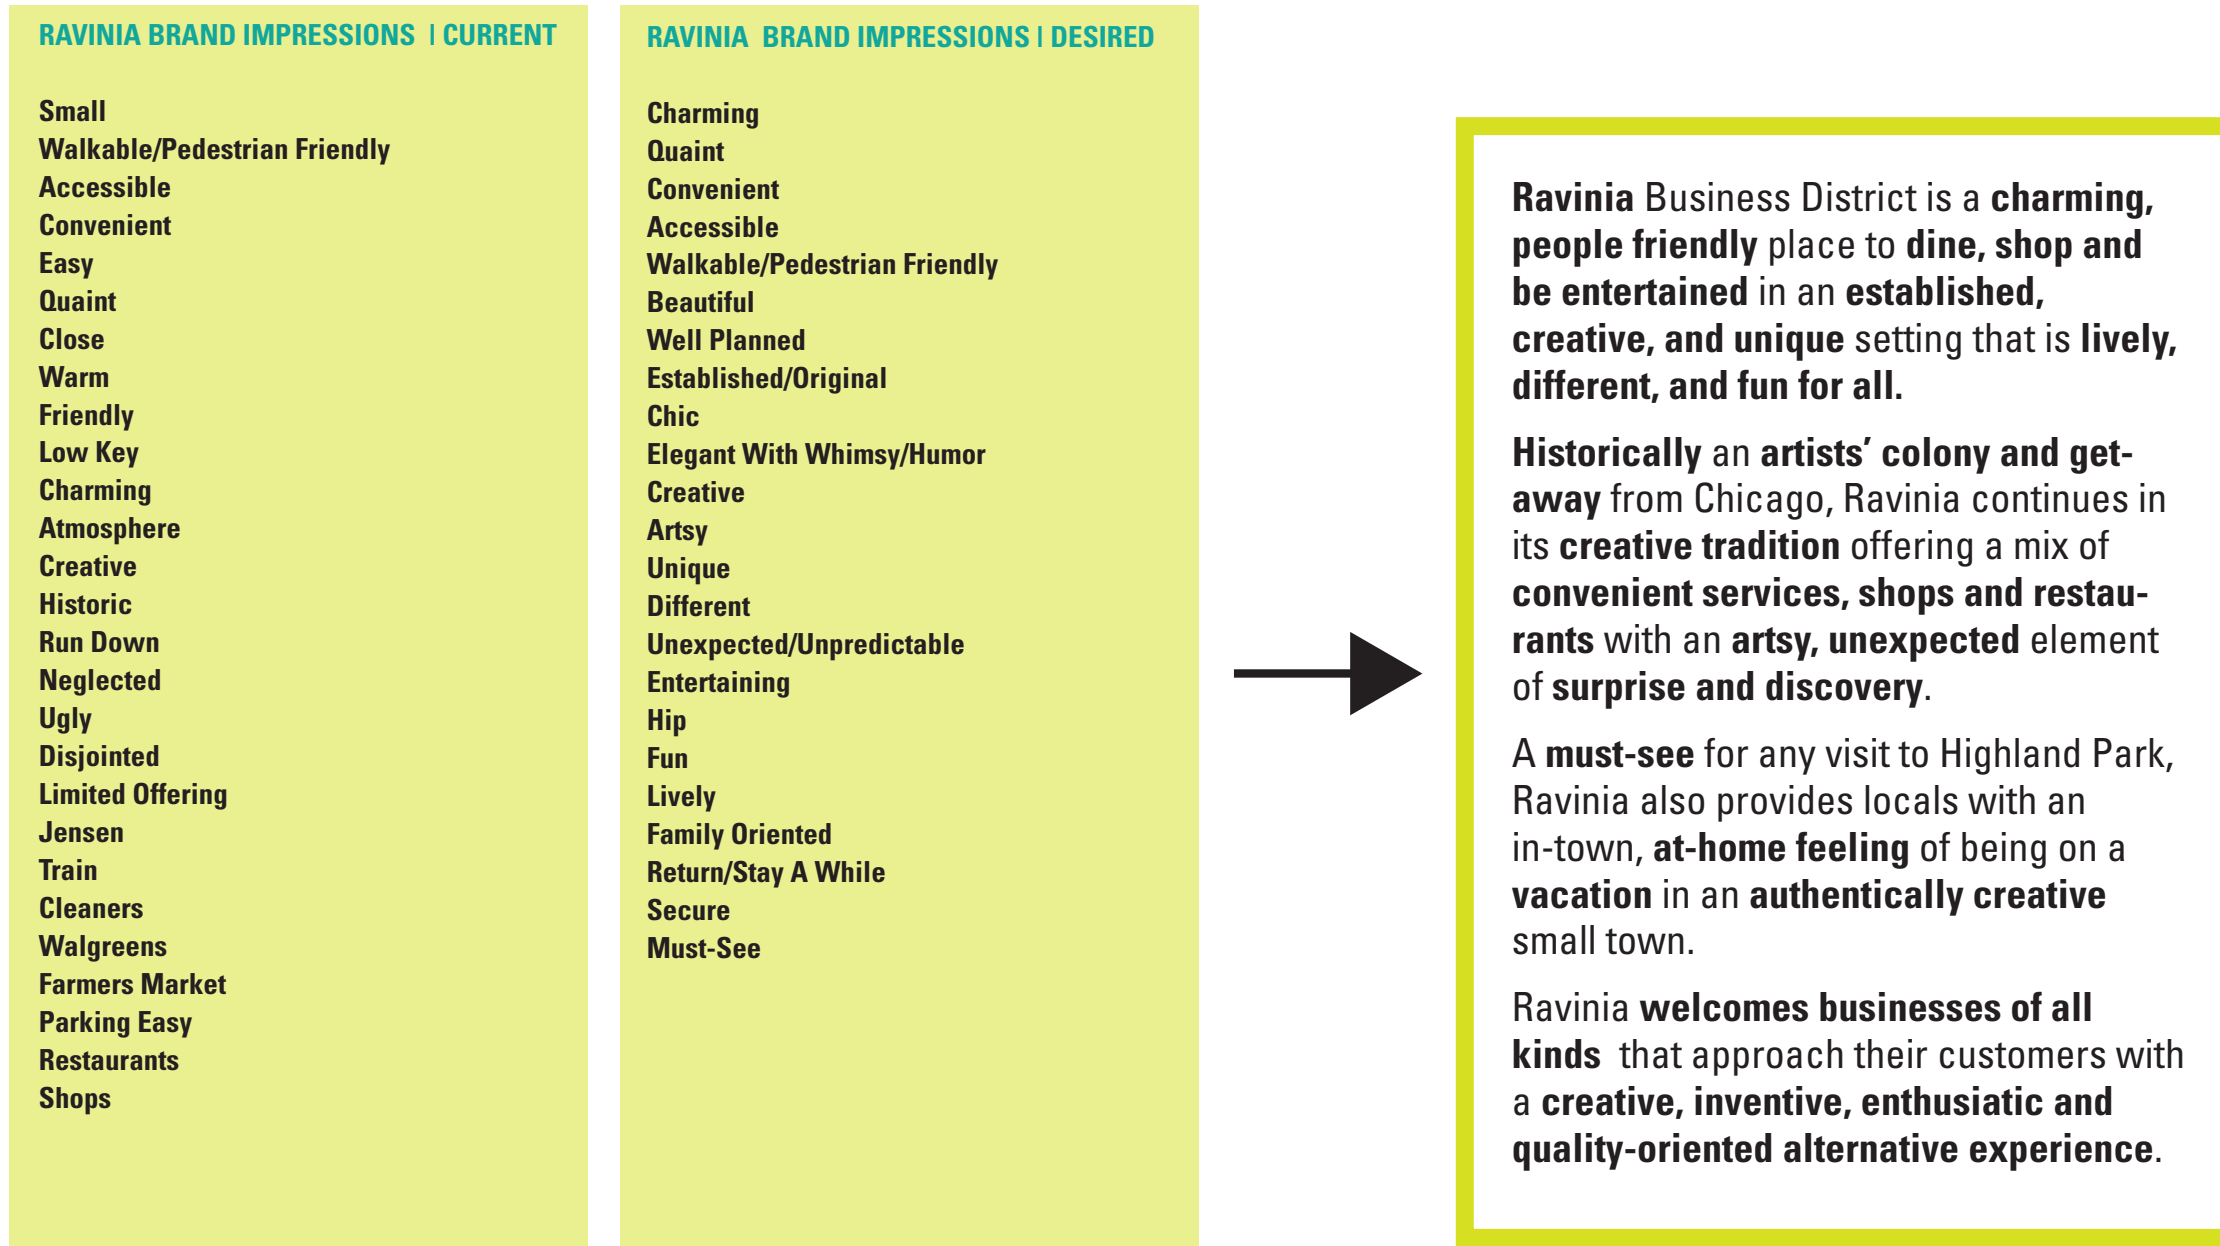 RAVINIA BRAND IMPRESSIONS | CURRENT
Small
Walkable/Pedestrian Friendly
Accessible
Convenient
Easy
Quaint
Close
Warm
Friendly
Low Key
Charming
Atmosphere
Creative
Historic
Run Down
Neglected
Ugly
Disjointed
Limited Offering
Jensen
Train
Cleaners
Walgreens
Farmers Market
Parking Easy
Restaurants
Shops
RAVINIA BRAND IMPRESSIONS | DESIRED
Charming
Quaint
Convenient
Accessible
Walkable/Pedestrian Friendly
Beautiful
Well Planned
Established/Original
Chic
Elegant With Whimsy/Humor
Creative
Artsy
Unique
Different
Unexpected/Unpredictable
Entertaining
Hip
Fun
Lively
Family Oriented
Return/Stay A While
Secure
Must-See
Ravinia Business District is a charming,
people friendly place to dine, shop and
be entertained in an established,
creative, and unique setting that is lively,
different, and fun for all.
Historically an artists’ colony and get-
away from Chicago, Ravinia continues in
its creative tradition offering a mix of
convenient services, shops and restau-
rants with an artsy, unexpected element
of surprise and discovery.
A must-see for any visit to Highland Park,
Ravinia also provides locals with an
in-town, at-home feeling of being on a
vacation in an authentically creative
small town.
Ravinia welcomes businesses of all
kinds that approach their customers with
a creative, inventive, enthusiatic and
quality-oriented alternative experience.